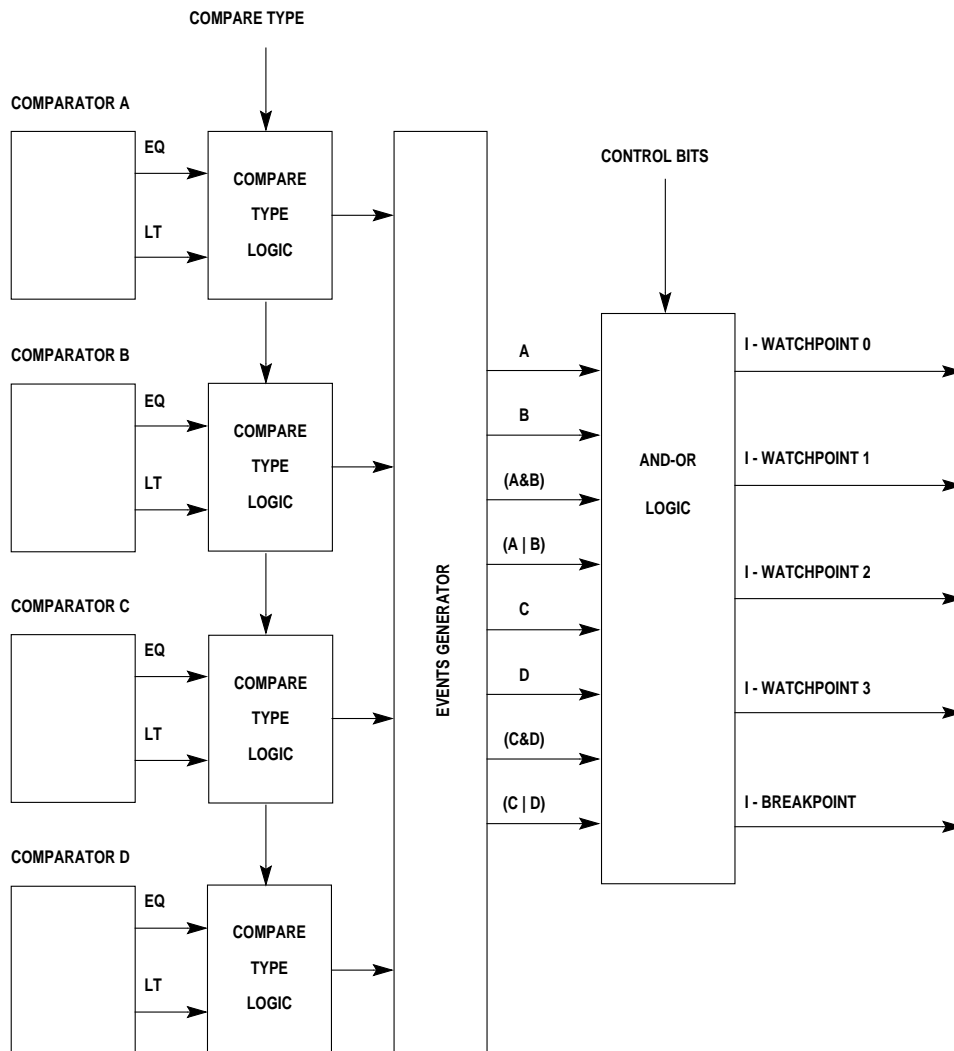 COMPARE TYPE
COMPARATOR A
EQ
LT
COMPARE
TYPE
LOGIC
COMPARATOR B
EQ
LT
COMPARE
TYPE
LOGIC
COMPARATOR C
EQ
LT
COMPARE
TYPE
LOGIC
COMPARATOR D
EQ
LT
COMPARE
TYPE
LOGIC
EVENTS GENERATOR
A
B
(A&B)
(A | B)
C
D
(C&D)
(C | D)
CONTROL BITS
AND-OR
LOGIC
I - WATCHPOINT 0
I - WATCHPOINT 1
I - WATCHPOINT 2
I - WATCHPOINT 3
I - BREAKPOINT